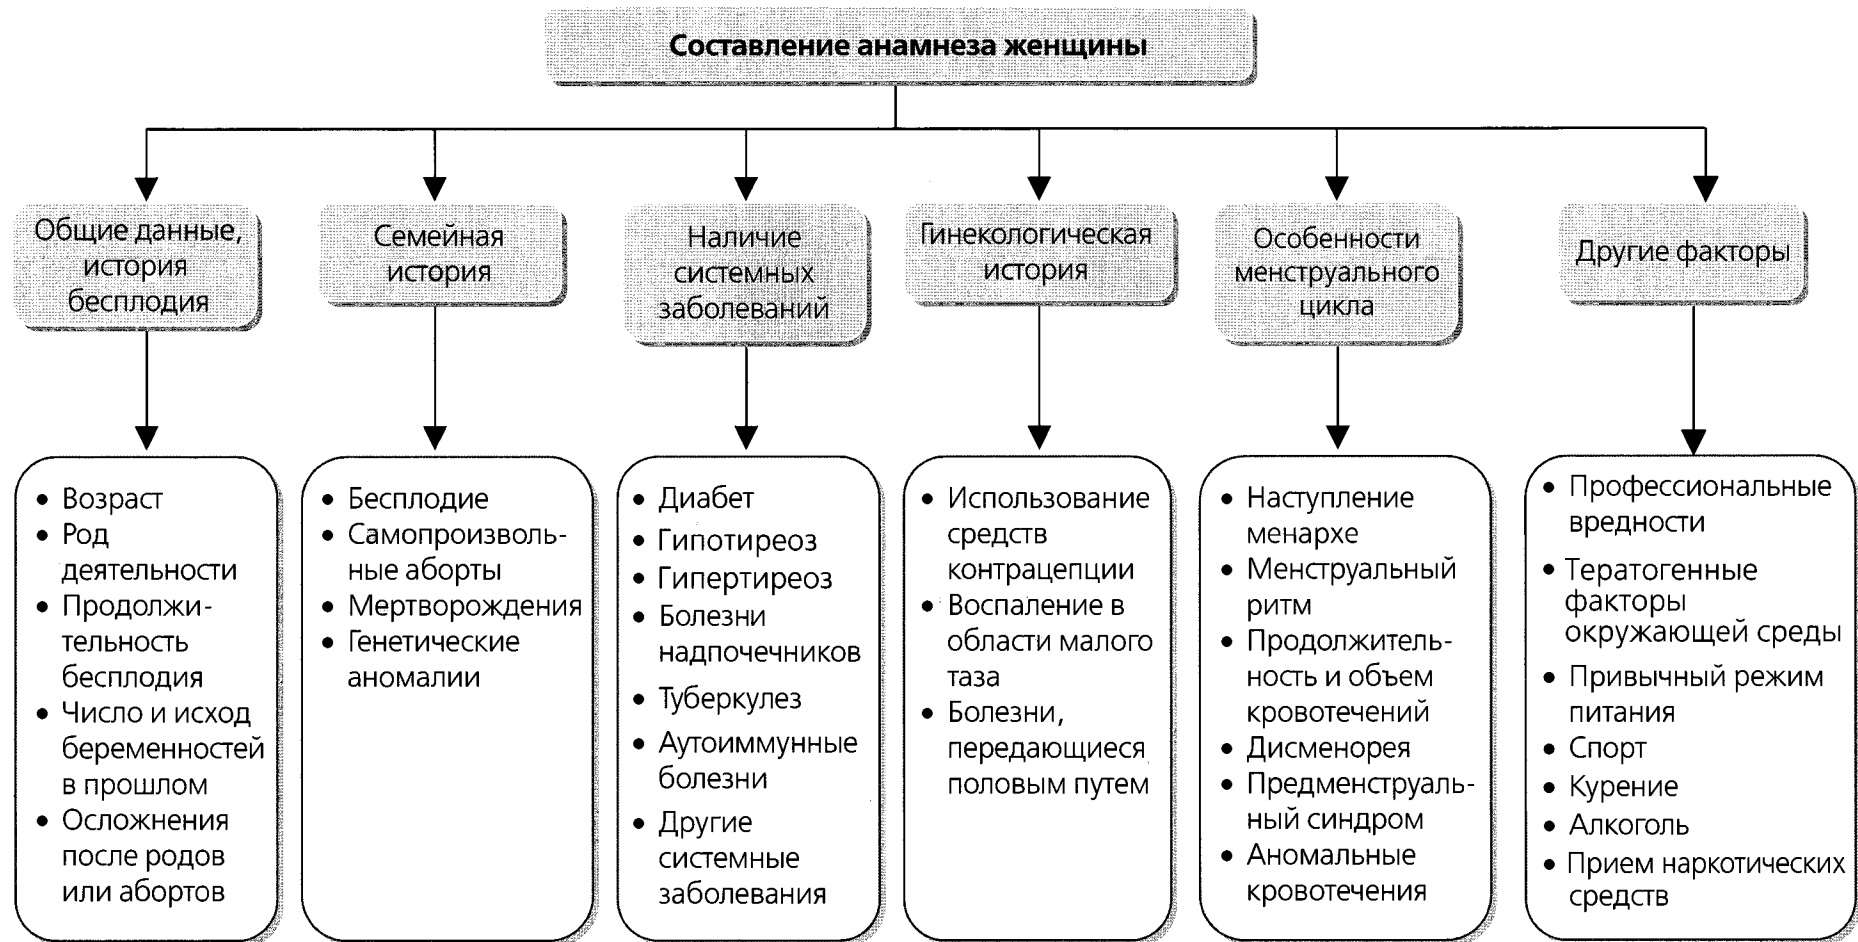 Составление анамнеза женщины
Общие данные,
история
бесплодия
Семейная
история
Наличие
системных
заболеваний
Гинекологическая
история
Особенности
менструального
цикла
Другие факторы
• Возраст
• Род
деятельности
• Продолжи-
тельность
бесплодия
• Число и исход
беременностей
в прошлом
• Осложнения
после родов
или абортов
• Бесплодие
• Самопроизволь-
ные аборты
• Мертворождения
• Генетические
аномалии
• Диабет
• Гипотиреоз
• Гипертиреоз
• Болезни
надпочечников
• Туберкулез
• Аутоиммунные
болезни
• Другие
системные
заболевания
• Использование
средств
контрацепции
• Воспаление в
области малого
таза
• Болезни,
передающиеся
половым путем
• Наступление
менархе
• Менструальный
ритм
• Продолжитель-
ность и объем
кровотечений
• Дисменорея
• Предменструаль-
ный синдром
• Аномальные
кровотечения
• Профессиональные
вредности
• Тератогенные
факторы
окружающей среды
• Привычный режим
питания
• Спорт
• Курение
• Алкоголь
• Прием наркотических
средств